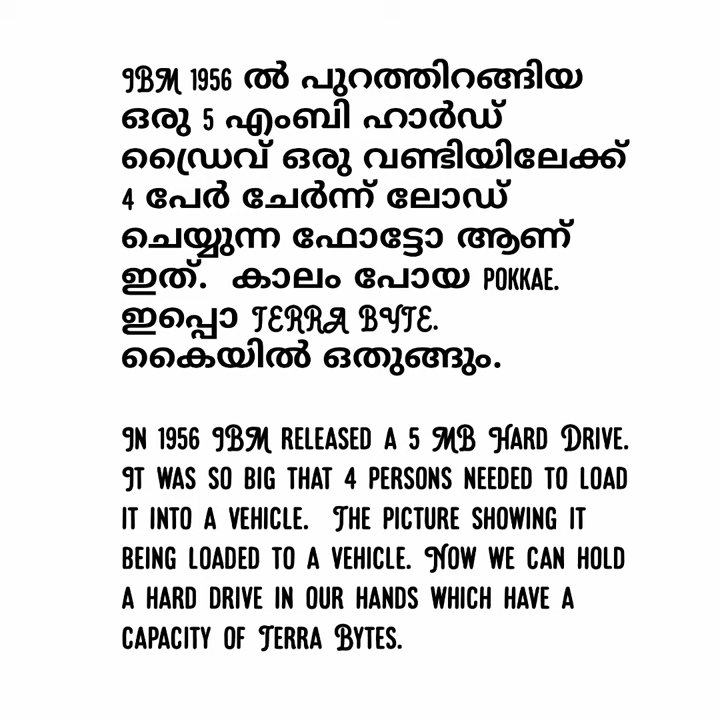 IBM 1956 ൽ പുറത്തിറങ്ങിയ
ഒരു 5 എംബി ഹാർഡ്
ഡ്രൈവ് ഒരു വണ്ടിയിലേക്ക്
4 പേർ ചേർന്ന് ലോഡ്
ചെയ്യുന്ന ഫോട്ടോ ആണ്
ഇത്. കാലം പോയ POKKAE.
ഇപ്പൊ TERRA BYTE.
കൈയിൽ ഒതുങ്ങും.
IN 1956 IBM RELEASED A 5 MB HARD DRIVE.
IT WAS SO BIG THAT 4 PERSONS NEEDED TO LOAD
IT INTO A VEHICLE. THE PICTURE SHOWING IT
BEING LOADED TO A VEHICLE. NOW WE CAN HOLD
A HARD DRIVE IN OUR HANDS WHICH HAVE A
CAPACITY OF TERRA BYTES.